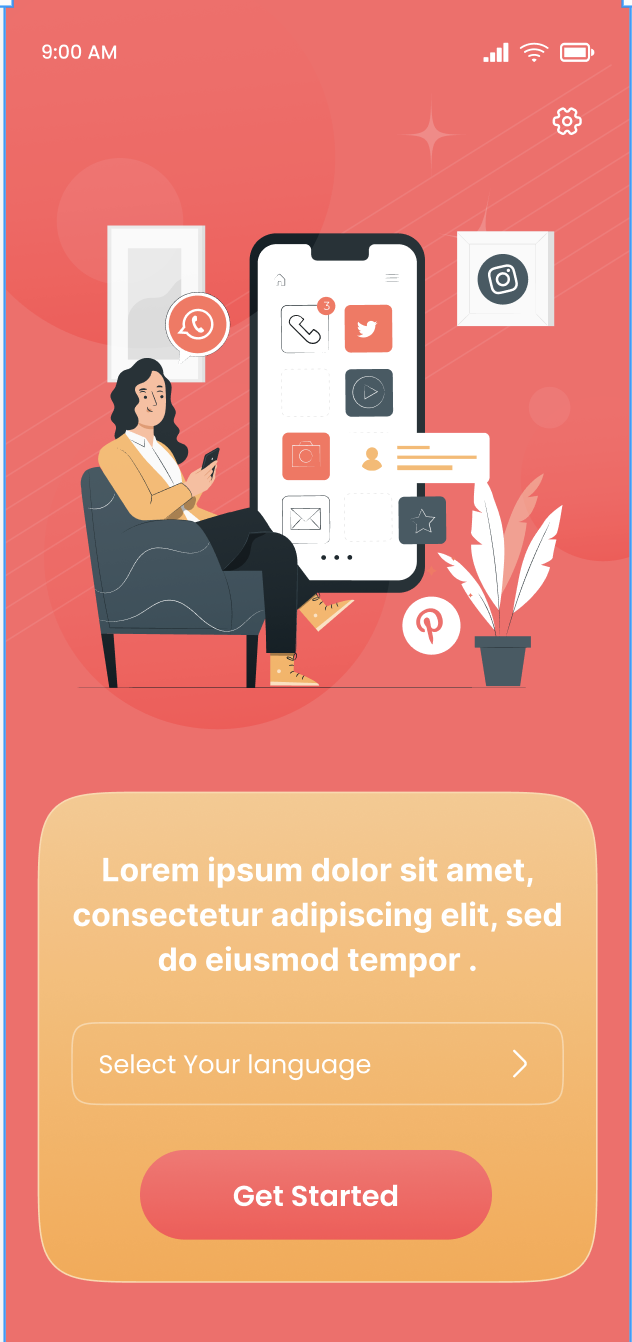 9:00 AM
3
Lorem ipsum dolor sit amet,
consectetur adipiscing elit, sed
do eiusmod tempor .
Select Your language
Get Started